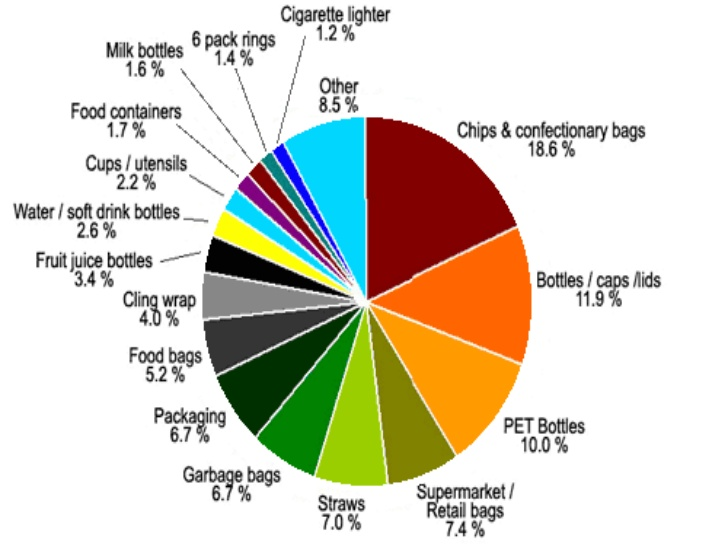 Cigarette lighter
1.2 %
6 pack rings
1.4 %
Milk bottles
1.6 %
Other
8.5 %
Food containers
1.7 %
Chips & confectionary bags
18.6 %
Cups / utensils
2.2 %
Water / soft drink bottles
2.6 %
Fruit juice bottles
3.4 %
Bottles / caps /lids
11.9 %
Cling wrap
4.0 %
Food bags
5.2 %
Packaging
6.7 %
PET Bottles
10.0 %
Garbage bags
6.7 %
Straws
7.0 %
Supermarket /
Retail bags
7.4 %